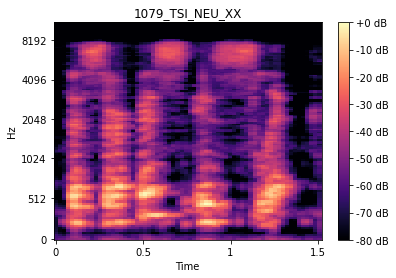 1079_TSI_NEU_XX
8192
4096
2048
1024
512
0
Hz
0
0.5
1
1.5
Time
+0 dB
-10 dB
-20 dB
-30 dB
-40 dB
-50 dB
-60 dB
-70 dB
-80 dB